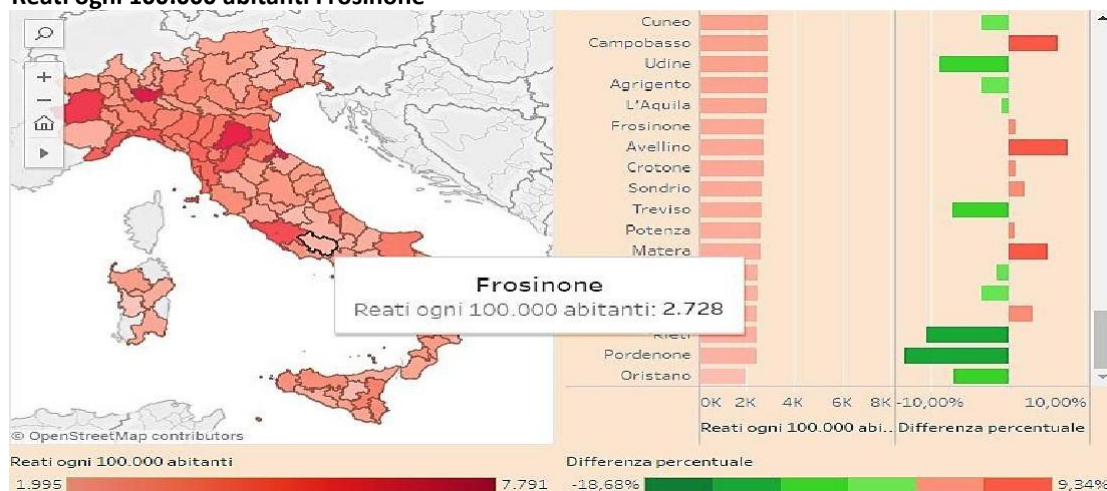 Reati ogni 100.000 abitanti Frosinone
Cuneo
Campobasso
Udine
Agrigento
L'Aquila
Frosinone
Avellino
Crotone
Sondrio
Treviso
Potenza
Matera
Frosinone
Reati ogni 100.000 abitanti: 2.728
Rieti
Pordenone
Oristano
0K 2K 4K 6K 8K -10,00% 10,00%
Reati ogni 100.000 abi.. Differenza percentuale
© OpenStreetMap contributors
Reati ogni 100.000 abitanti
1.995 7.791
Differenza percentuale
-18,68% 9,34%